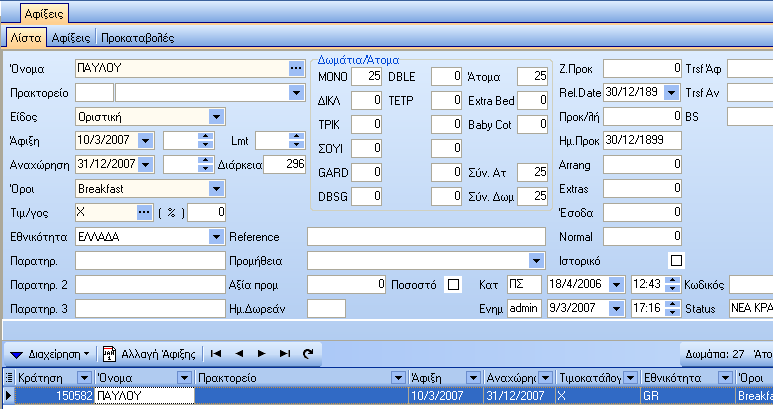 Αφίξεις
Λίστα Αφίξεις Προκαταβολές
Όνομα ΠΑΥΛΟΥ
Πρακτορείο
Είδος Οριστική
Άφιξη 10/3/2007 Lmt
Αναχώρηση 31/12/2007 Διάρκεια 296
Όροι Breakfast
Τιμ/γος X ( % ) 0
Εθνικότητα ΕΛΛΑΔΑ Reference
Παρατηρ. Προμήθεια
Παρατηρ. 2 Αξία προμ 0 Ποσοστό
Παρατηρ. 3 Ημ.Δωρεάν
Δωμάτια/Άτομα
ΜΟΝΟ 25 DBLE 0 Άτομα 25
ΔΙΚΛ 0 ΤΕΤΡ 0 Extra Bed 0
ΤΡΙΚ 0 0 Baby Cot 0
ΣΟΥΙ 0 0
GARD 0 0 Σύν. Ατ 25
DBSG 0 0 Σύν. Δωμ 25
Ζ.Προκ 0 Trsf Άφ
Rel.Date 30/12/189 Trsf Αν
Προκ/λή 0 BS
Ημ.Προκ 30/12/1899
Arrang 0
Extras 0
Έσοδα 0
Normal 0
Ιστορικό
Κατ ΠΣ 18/4/2006 12:43 Κωδικός
Ενημ admin 9/3/2007 17:16 Status ΝΕΑ ΚΡΑ
Διαχείρηση Αλλαγή Άφιξης Δωμάτια: 27 Άτο
Κράτηση Όνομα Πρακτορείο Άφιξη Αναχώρη Τιμοκατάλογ Εθνικότητα Όροι
150582 ΠΑΥΛΟΥ 10/3/2007 31/12/2007 X GR Breakfa